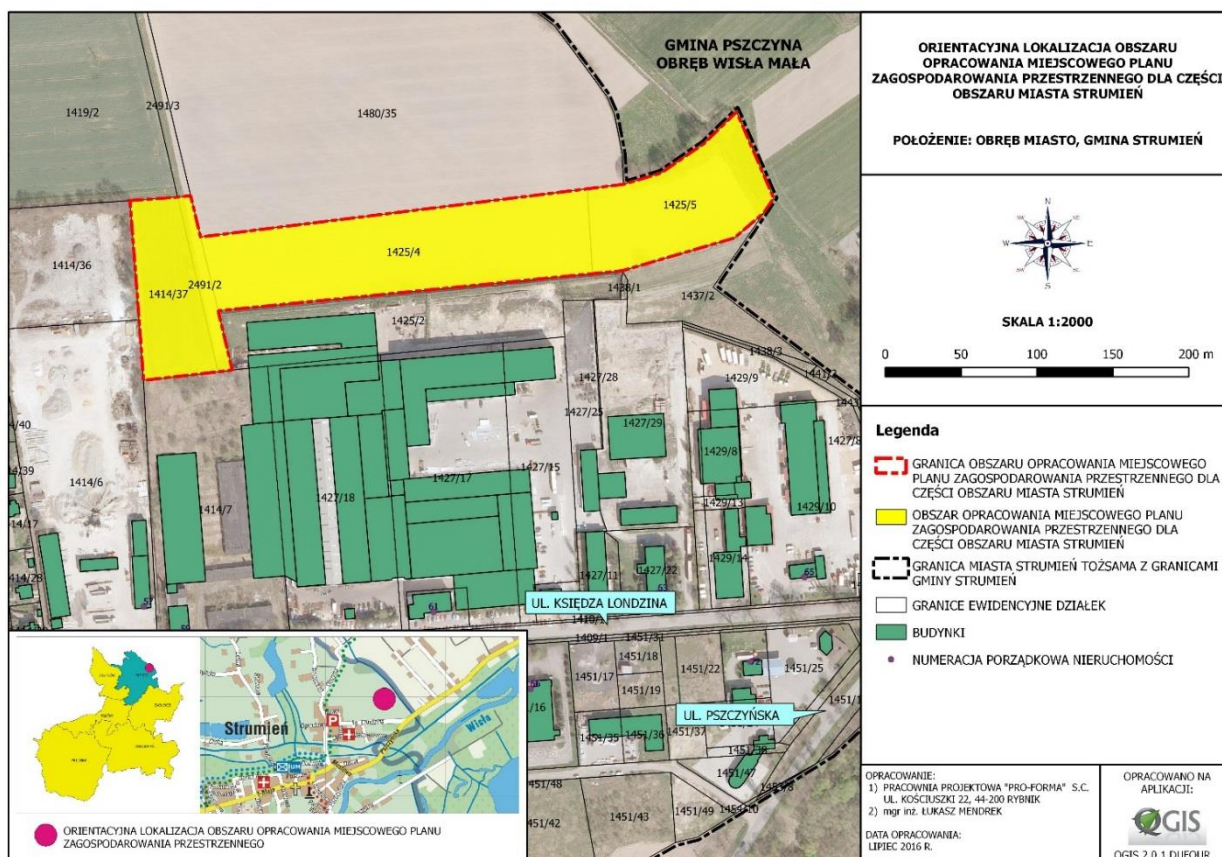 GMINA PSZCZYNA
OBRĘB WISŁA MAŁA
1419/2
2491/3
1480/35
1425/5
1425/4
1414/36
1414/37
2491/2
1438/1
1437/2
1425/2
1438/3
1429/9
1427/28
1427/25
1427/29
1429/8
1427/15
1427/17
1427/18
1414/6
1414/7
1429/13
1429/10
1429/14
1427/11
1427/22
61
65
UL. KSIĘDZA LONDZINA
1409/1
1451/31
1451/18
1451/17
1451/19
1451/22
1451/25
UL. PSZCZYŃSKA
1451/35
1451/36
1451/37
1451/47
1451/48
1451/42
1451/43
1451/49
Strumień
Wisła
P
ORIENTACYJNA LOKALIZACJA OBSZARU OPRACOWANIA MIEJSCOWEGO PLANU
ZAGOSPODAROWANIA PRZESTRZENNEGO
ORIENTACYJNA LOKALIZACJA OBSZARU
OPRACOWANIA MIEJSCOWEGO PLANU
ZAGOSPODAROWANIA PRZESTRZENNEGO DLA CZĘŚCI
OBSZARU MIASTA STRUMIEŃ
POŁOŻENIE: OBRĘB MIASTO, GMINA STRUMIEŃ
N
W
E
S
SKALA 1:2000
0 50 100 150 200 m
Legenda
GRANICA OBSZARU OPRACOWANIA MIEJSCOWEGO
PLANU ZAGOSPODAROWANIA PRZESTRZENNEGO DLA
CZĘŚCI OBSZARU MIASTA STRUMIEŃ
OBSZAR OPRACOWANIA MIEJSCOWEGO PLANU
ZAGOSPODAROWANIA PRZESTRZENNEGO DLA
CZĘŚCI OBSZARU MIASTA STRUMIEŃ
GRANICA MIASTA STRUMIEŃ TOŻSAMA Z GRANICAMI
GMINY STRUMIEŃ
GRANICE EWIDENCYJNE DZIAŁEK
BUDYNKI
NUMERACJA PORZĄDKOWA NIERUCHOMOŚCI
OPRACOWANIE:
1) PRACOWNIA PROJEKTOWA "PRO-FORMA" S.C.
UL. KOŚCIUSZKI 22, 44-200 RYBNIK
2) mgr inż. ŁUKASZ MENDREK
DATA OPRACOWANIA:
LIPIEC 2016 R.
OPRACOWANO NA
APLIKACJI:
QGIS
QGIS 2.0.1 DUFOUR